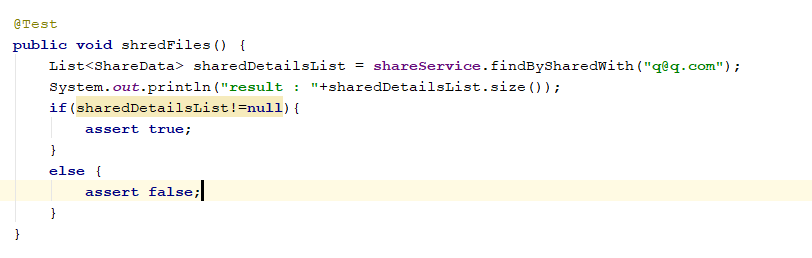 @Test
public void shredFiles() {
List<ShareData> sharedDetailsList = shareService.findBySharedWith("q@q.com");
System.out.println("result : "+sharedDetailsList.size());
if(sharedDetailsList!=null){
assert true;
}
else {
assert false;
}
}